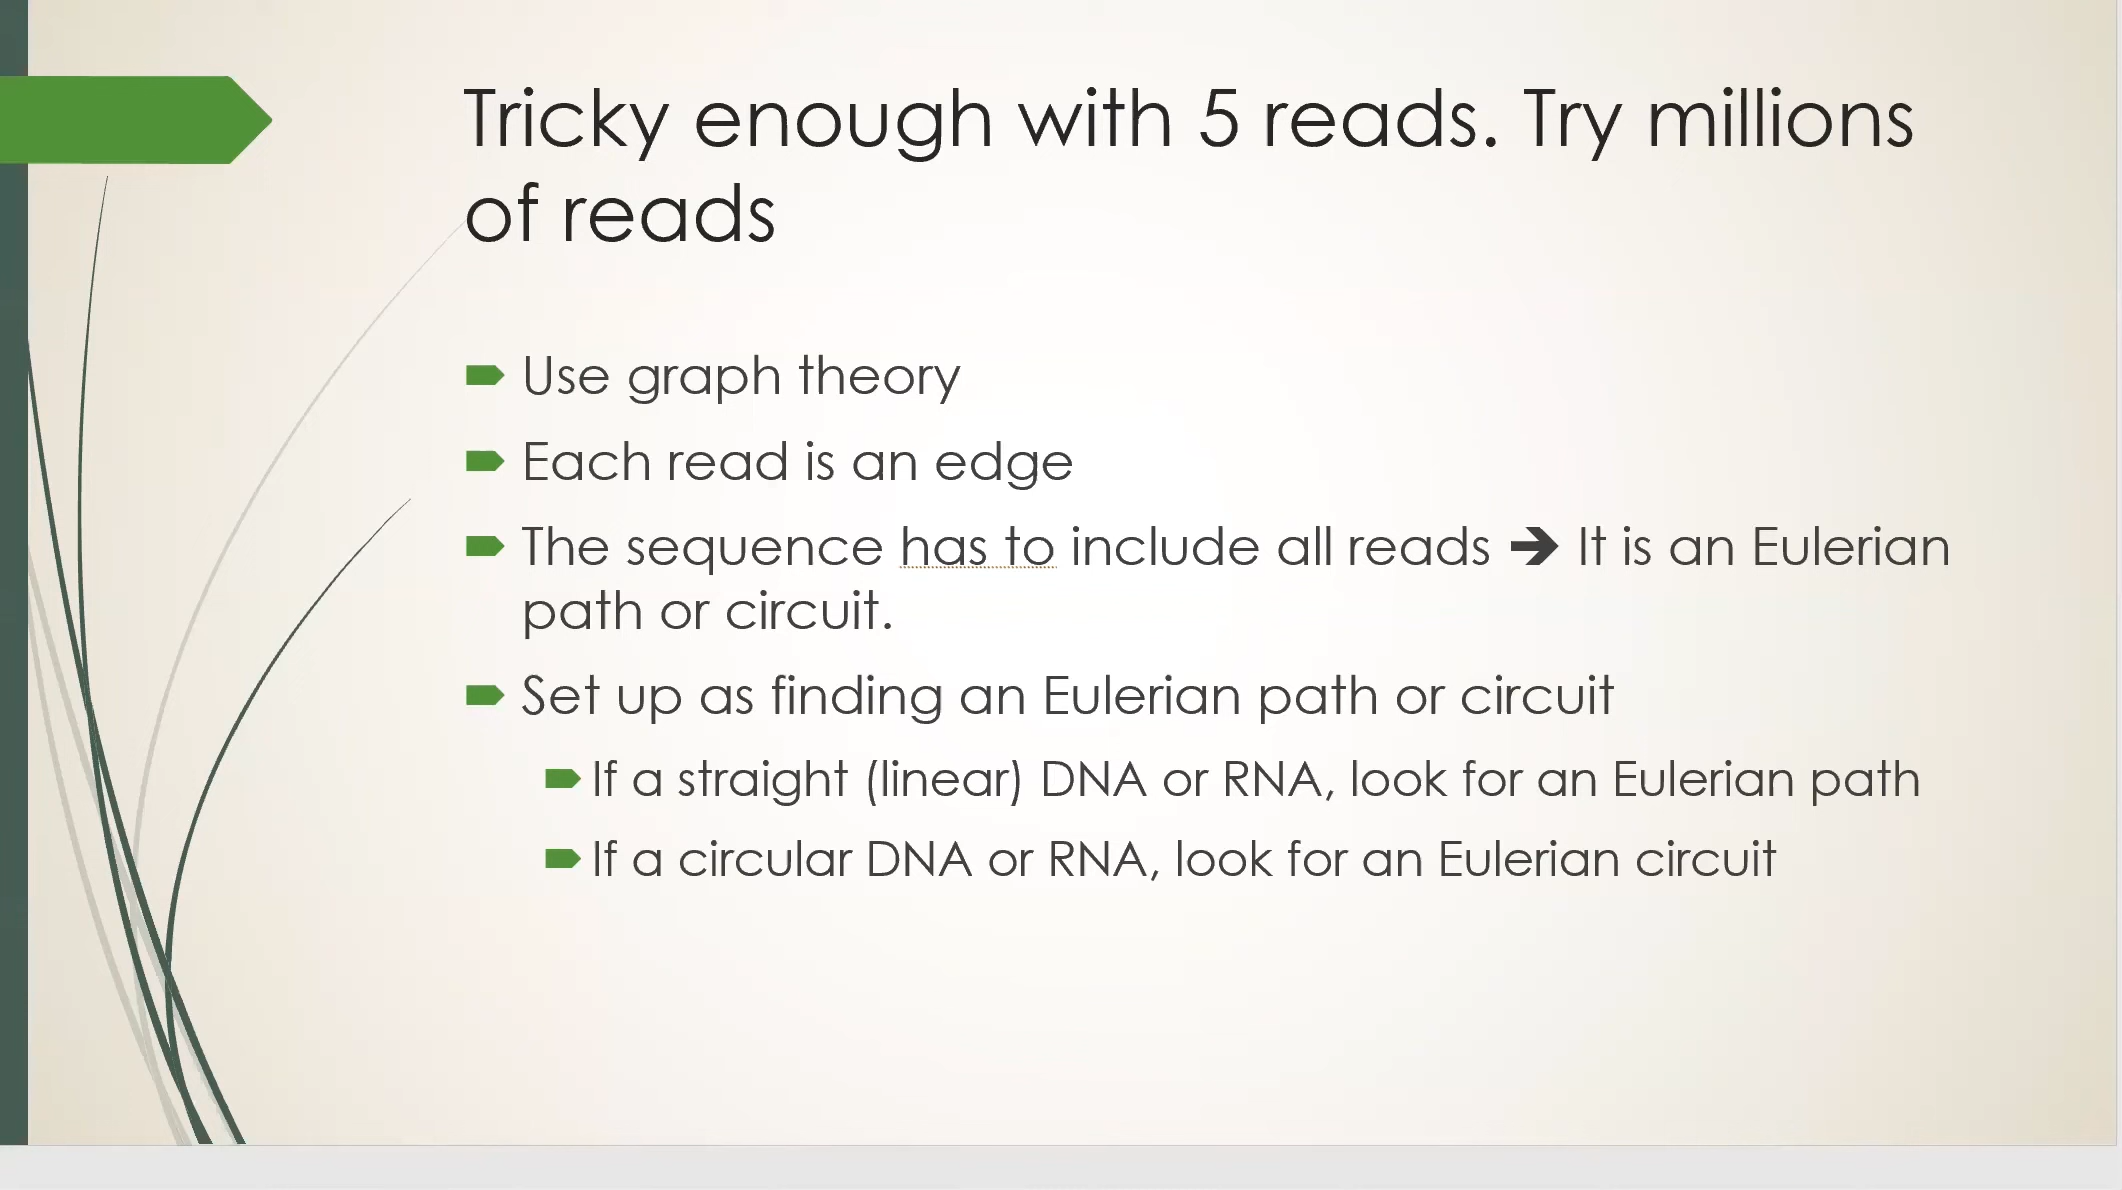 Tricky enough with 5 reads. Try millions
of reads
Use graph theory
Each read is an edge
The sequence has to include all reads ➔ It is an Eulerian
path or circuit.
Set up as finding an Eulerian path or circuit
If a straight (linear) DNA or RNA, look for an Eulerian path
If a circular DNA or RNA, look for an Eulerian circuit